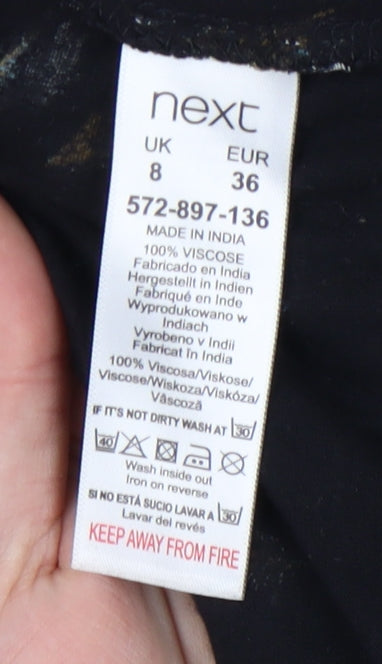 next
UK EUR
8 36
572-897-136
MADE IN INDIA
100% VISCOSE
Fabricado en India
Hergestellt in Indien
Fabriqué en Inde
Wyprodukowano w
Indiach
Vyrobeno v Indii
Fabricat în India
100% Viscosa/Viskose/
Viscose/Wiskoza/Viskóza/
Vâscoză
IF IT'S NOT DIRTY WASH AT 30
40
Wash inside out
Iron on reverse
SI NO ESTÁ SUCIO LAVAR A 30
Lavar del revés
KEEP AWAY FROM FIRE